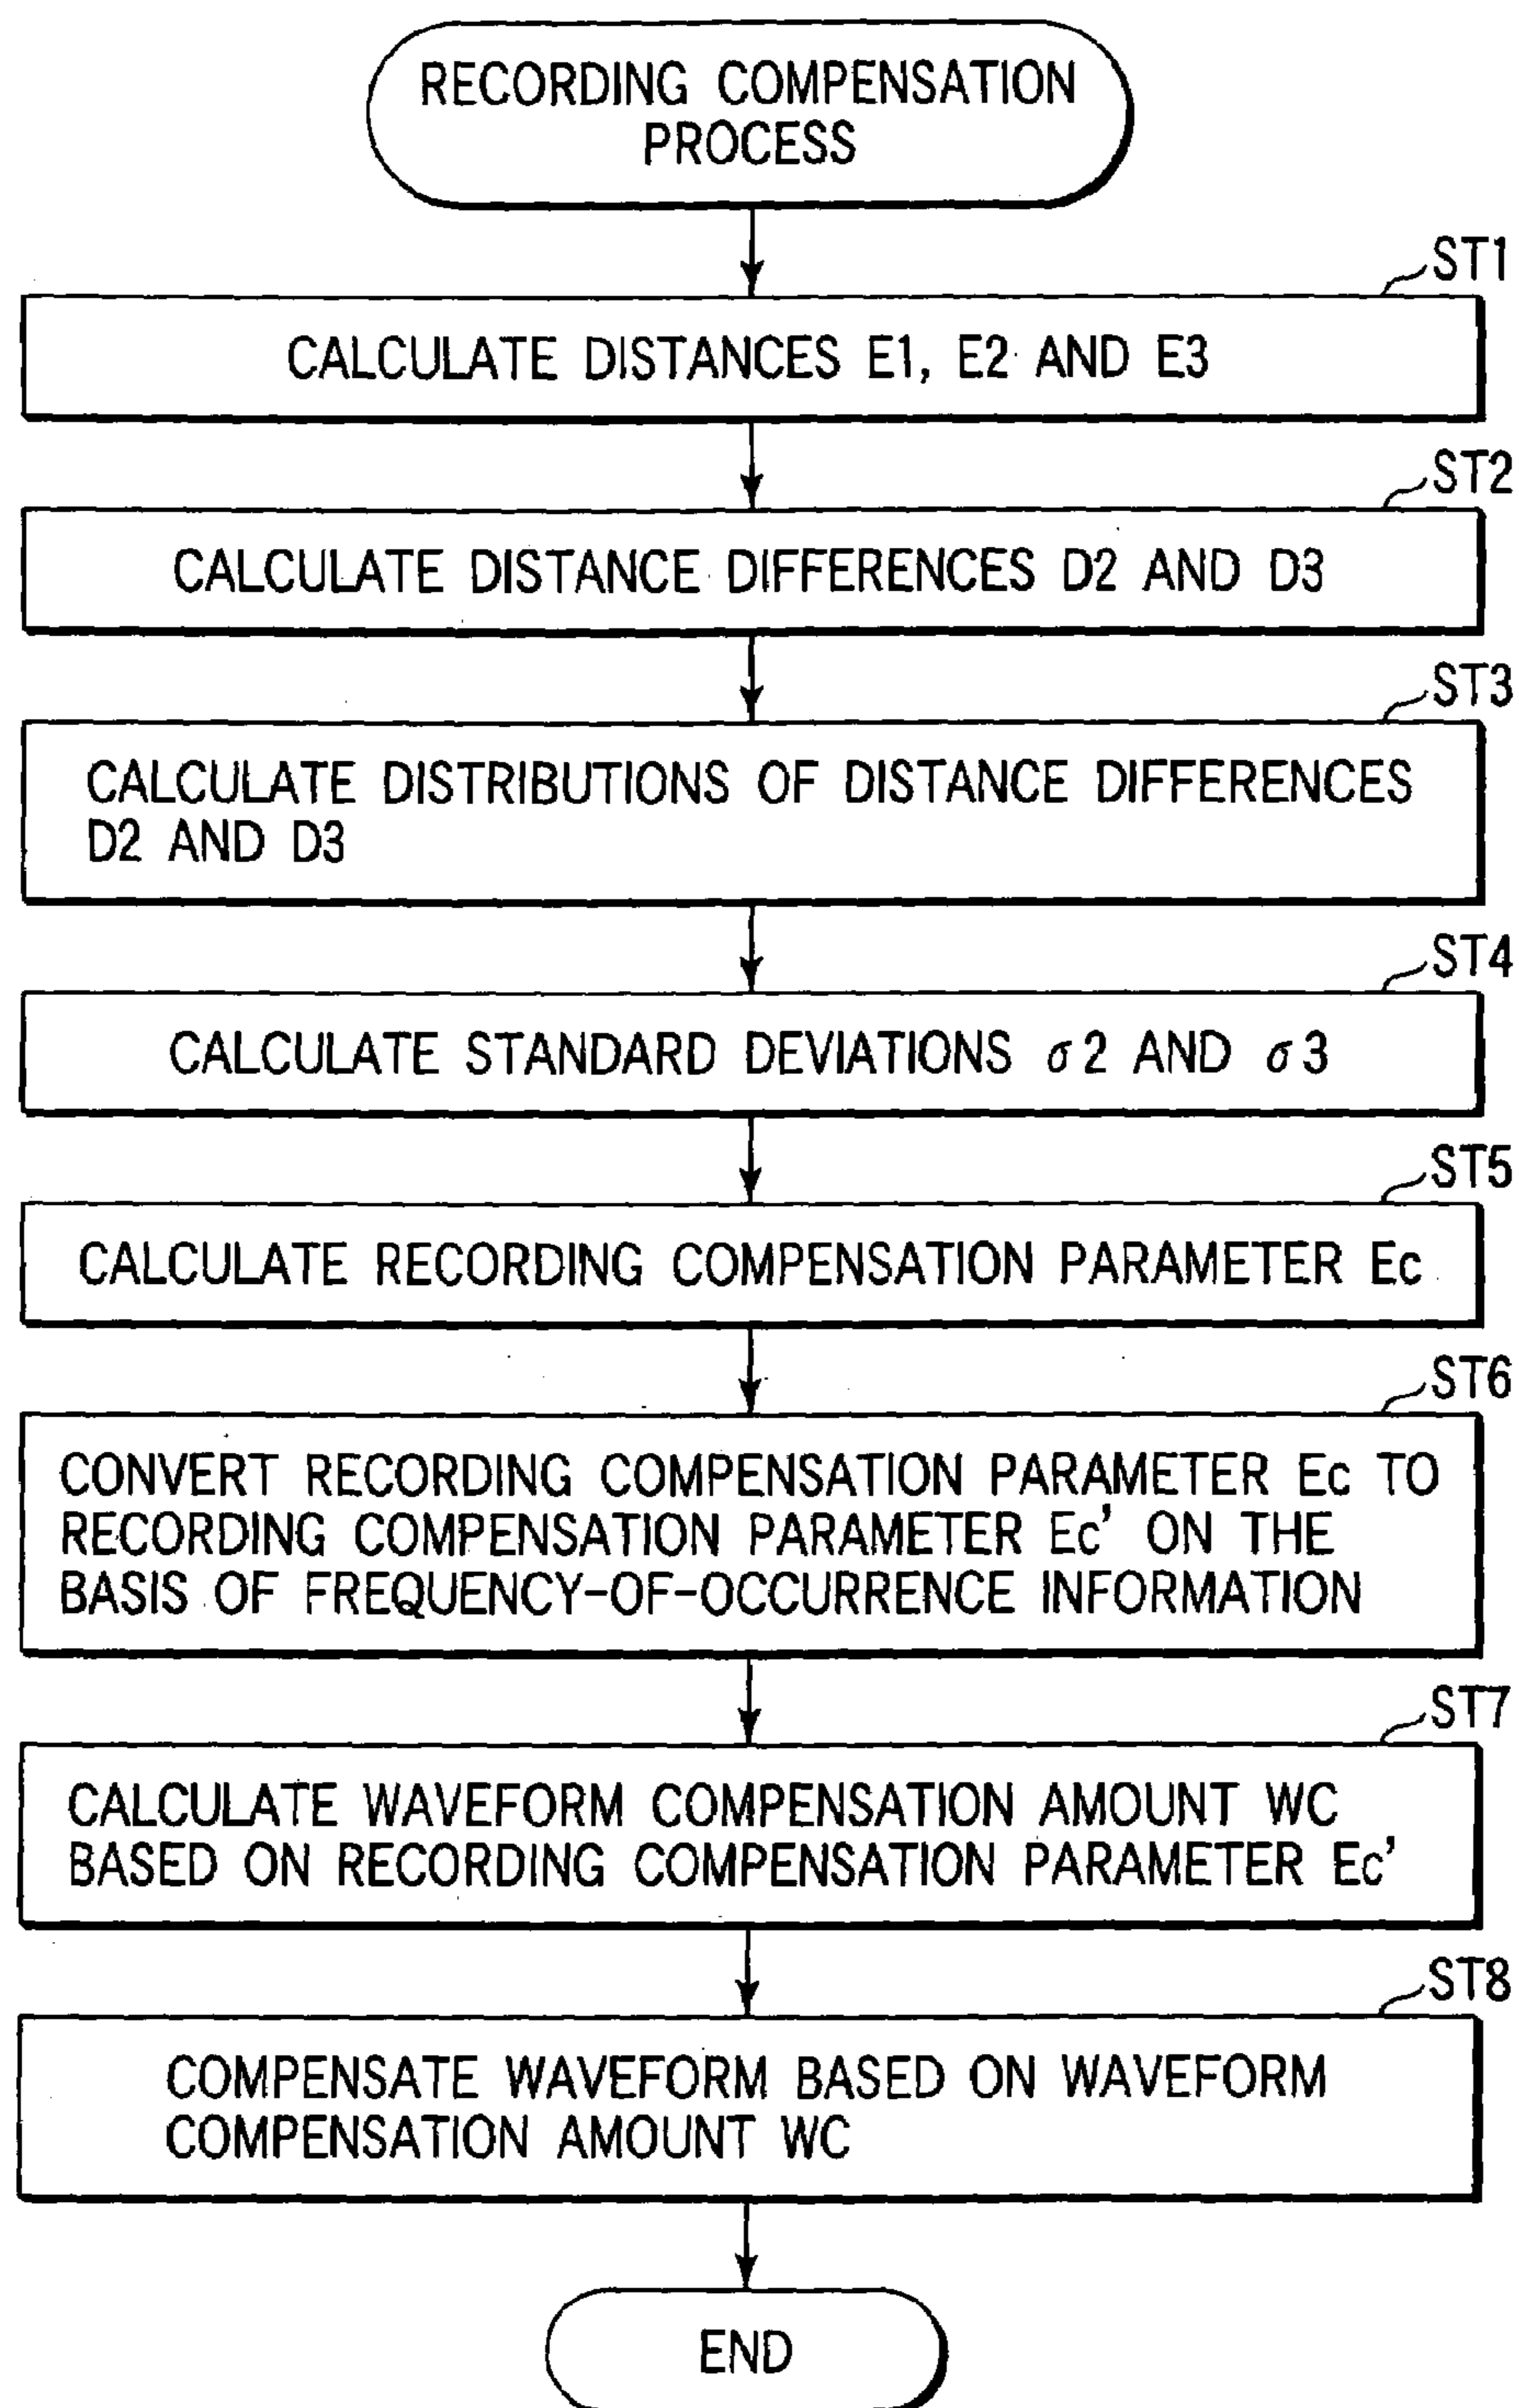 RECORDING COMPENSATION
PROCESS
ST1
CALCULATE DISTANCES E1, E2 AND E3
ST2
CALCULATE DISTANCE DIFFERENCES D2 AND D3
ST3
CALCULATE DISTRIBUTIONS OF DISTANCE DIFFERENCES
D2 AND D3
ST4
CALCULATE STANDARD DEVIATIONS σ2 AND σ3
ST5
CALCULATE RECORDING COMPENSATION PARAMETER Ec
ST6
CONVERT RECORDING COMPENSATION PARAMETER Ec TO
RECORDING COMPENSATION PARAMETER Ec' ON THE
BASIS OF FREQUENCY-OF-OCCURRENCE INFORMATION
ST7
CALCULATE WAVEFORM COMPENSATION AMOUNT WC
BASED ON RECORDING COMPENSATION PARAMETER Ec'
ST8
COMPENSATE WAVEFORM BASED ON WAVEFORM
COMPENSATION AMOUNT WC
END